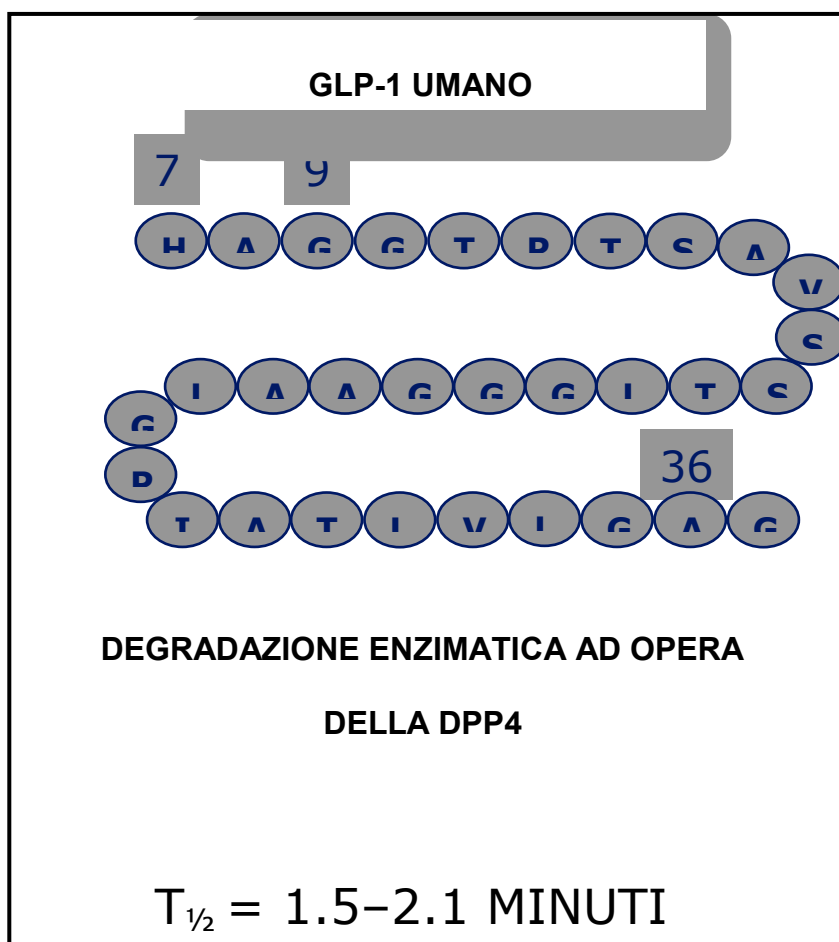 GLP-1 UMANO
7 9
H A G G T T S A
V
S
A A G G G T S
G
36
A T V G A G
DEGRADAZIONE ENZIMATICA AD OPERA
DELLA DPP4
T½ = 1.5–2.1 MINUTI